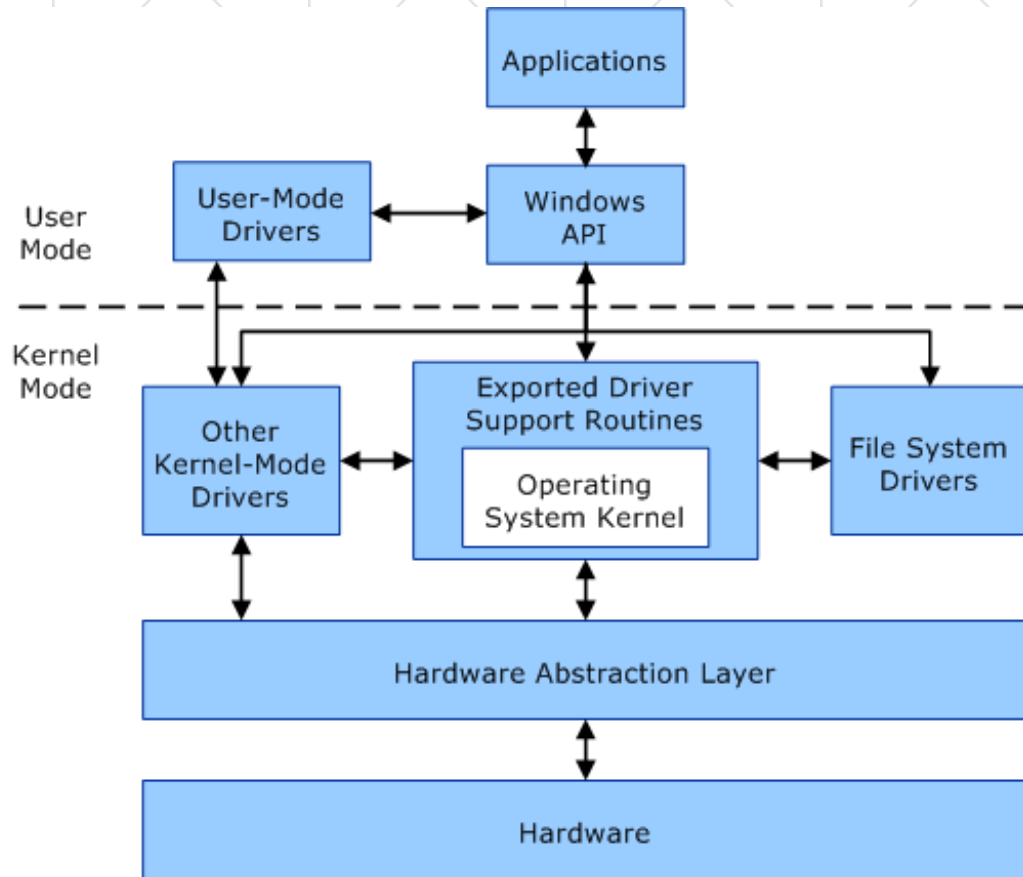 Applications
User-Mode
Drivers
Windows
API
User
Mode
Kernel
Mode
Exported Driver
Support Routines
Other
Kernel-Mode
Drivers
Operating
System Kernel
File System
Drivers
Hardware Abstraction Layer
Hardware